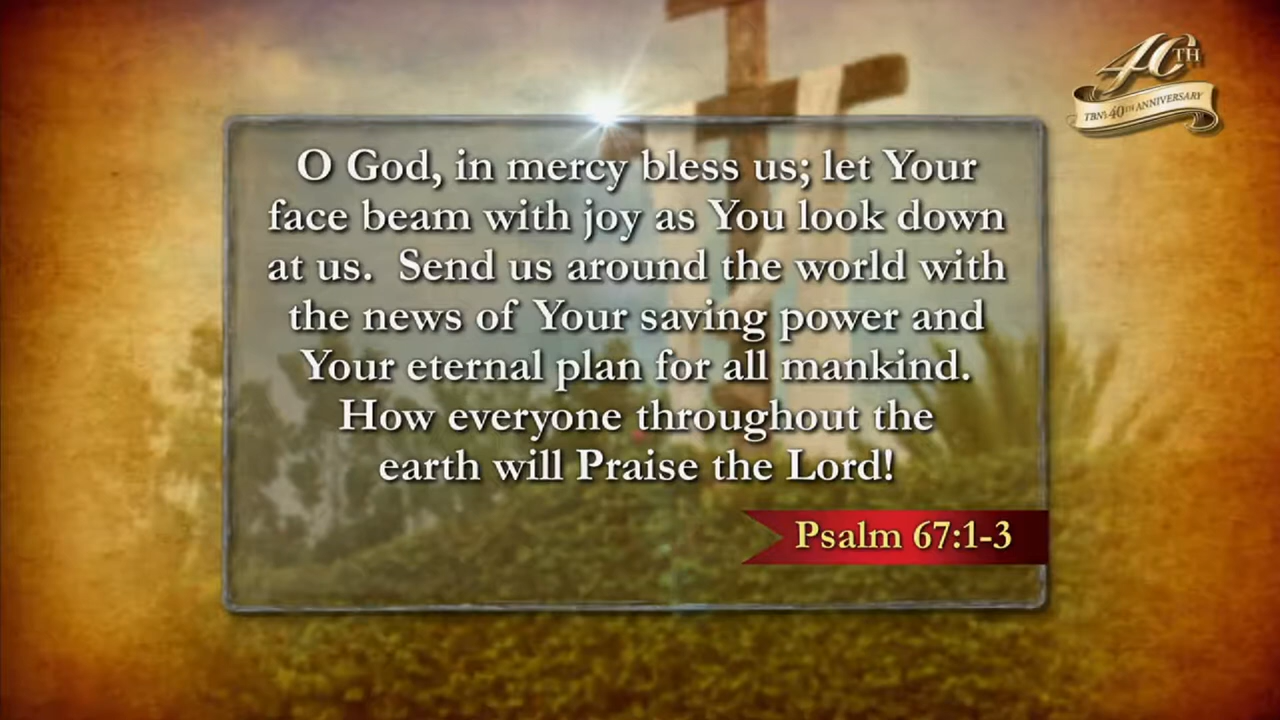 40TH
TBN's 40TH ANNIVERSARY
O God, in mercy bless us; let Your
face beam with joy as You look down
at us.  Send us around the world with
the news of Your saving power and
Your eternal plan for all mankind.
How everyone throughout the
earth will Praise the Lord!
Psalm 67:1-3